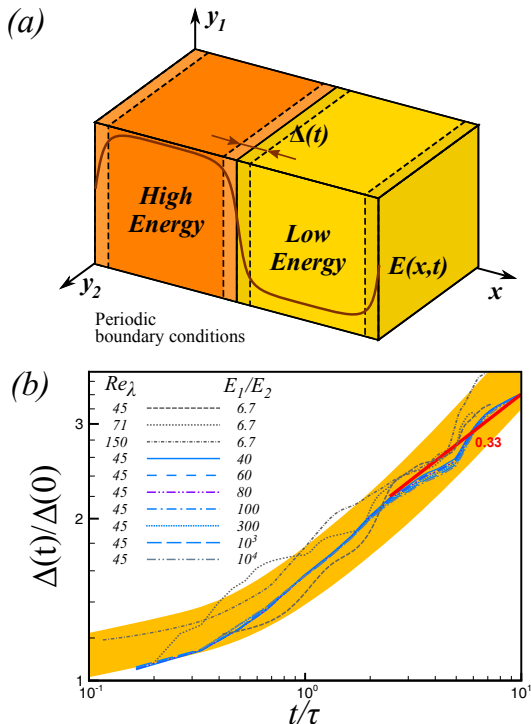 (a)
y₁
Δ(t)
High
Energy
Low
Energy
E(x,t)
y₂
x
Periodic
boundary conditions
(b)
Re_λ E₁/E₂
45 6.7
71 6.7
150 6.7
45 40
45 60
45 80
45 100
45 300
45 10³
45 10⁴
0.33
Δ(t)/Δ(0)
3
2
1
10⁻¹ 10⁰ 10¹
t/τ